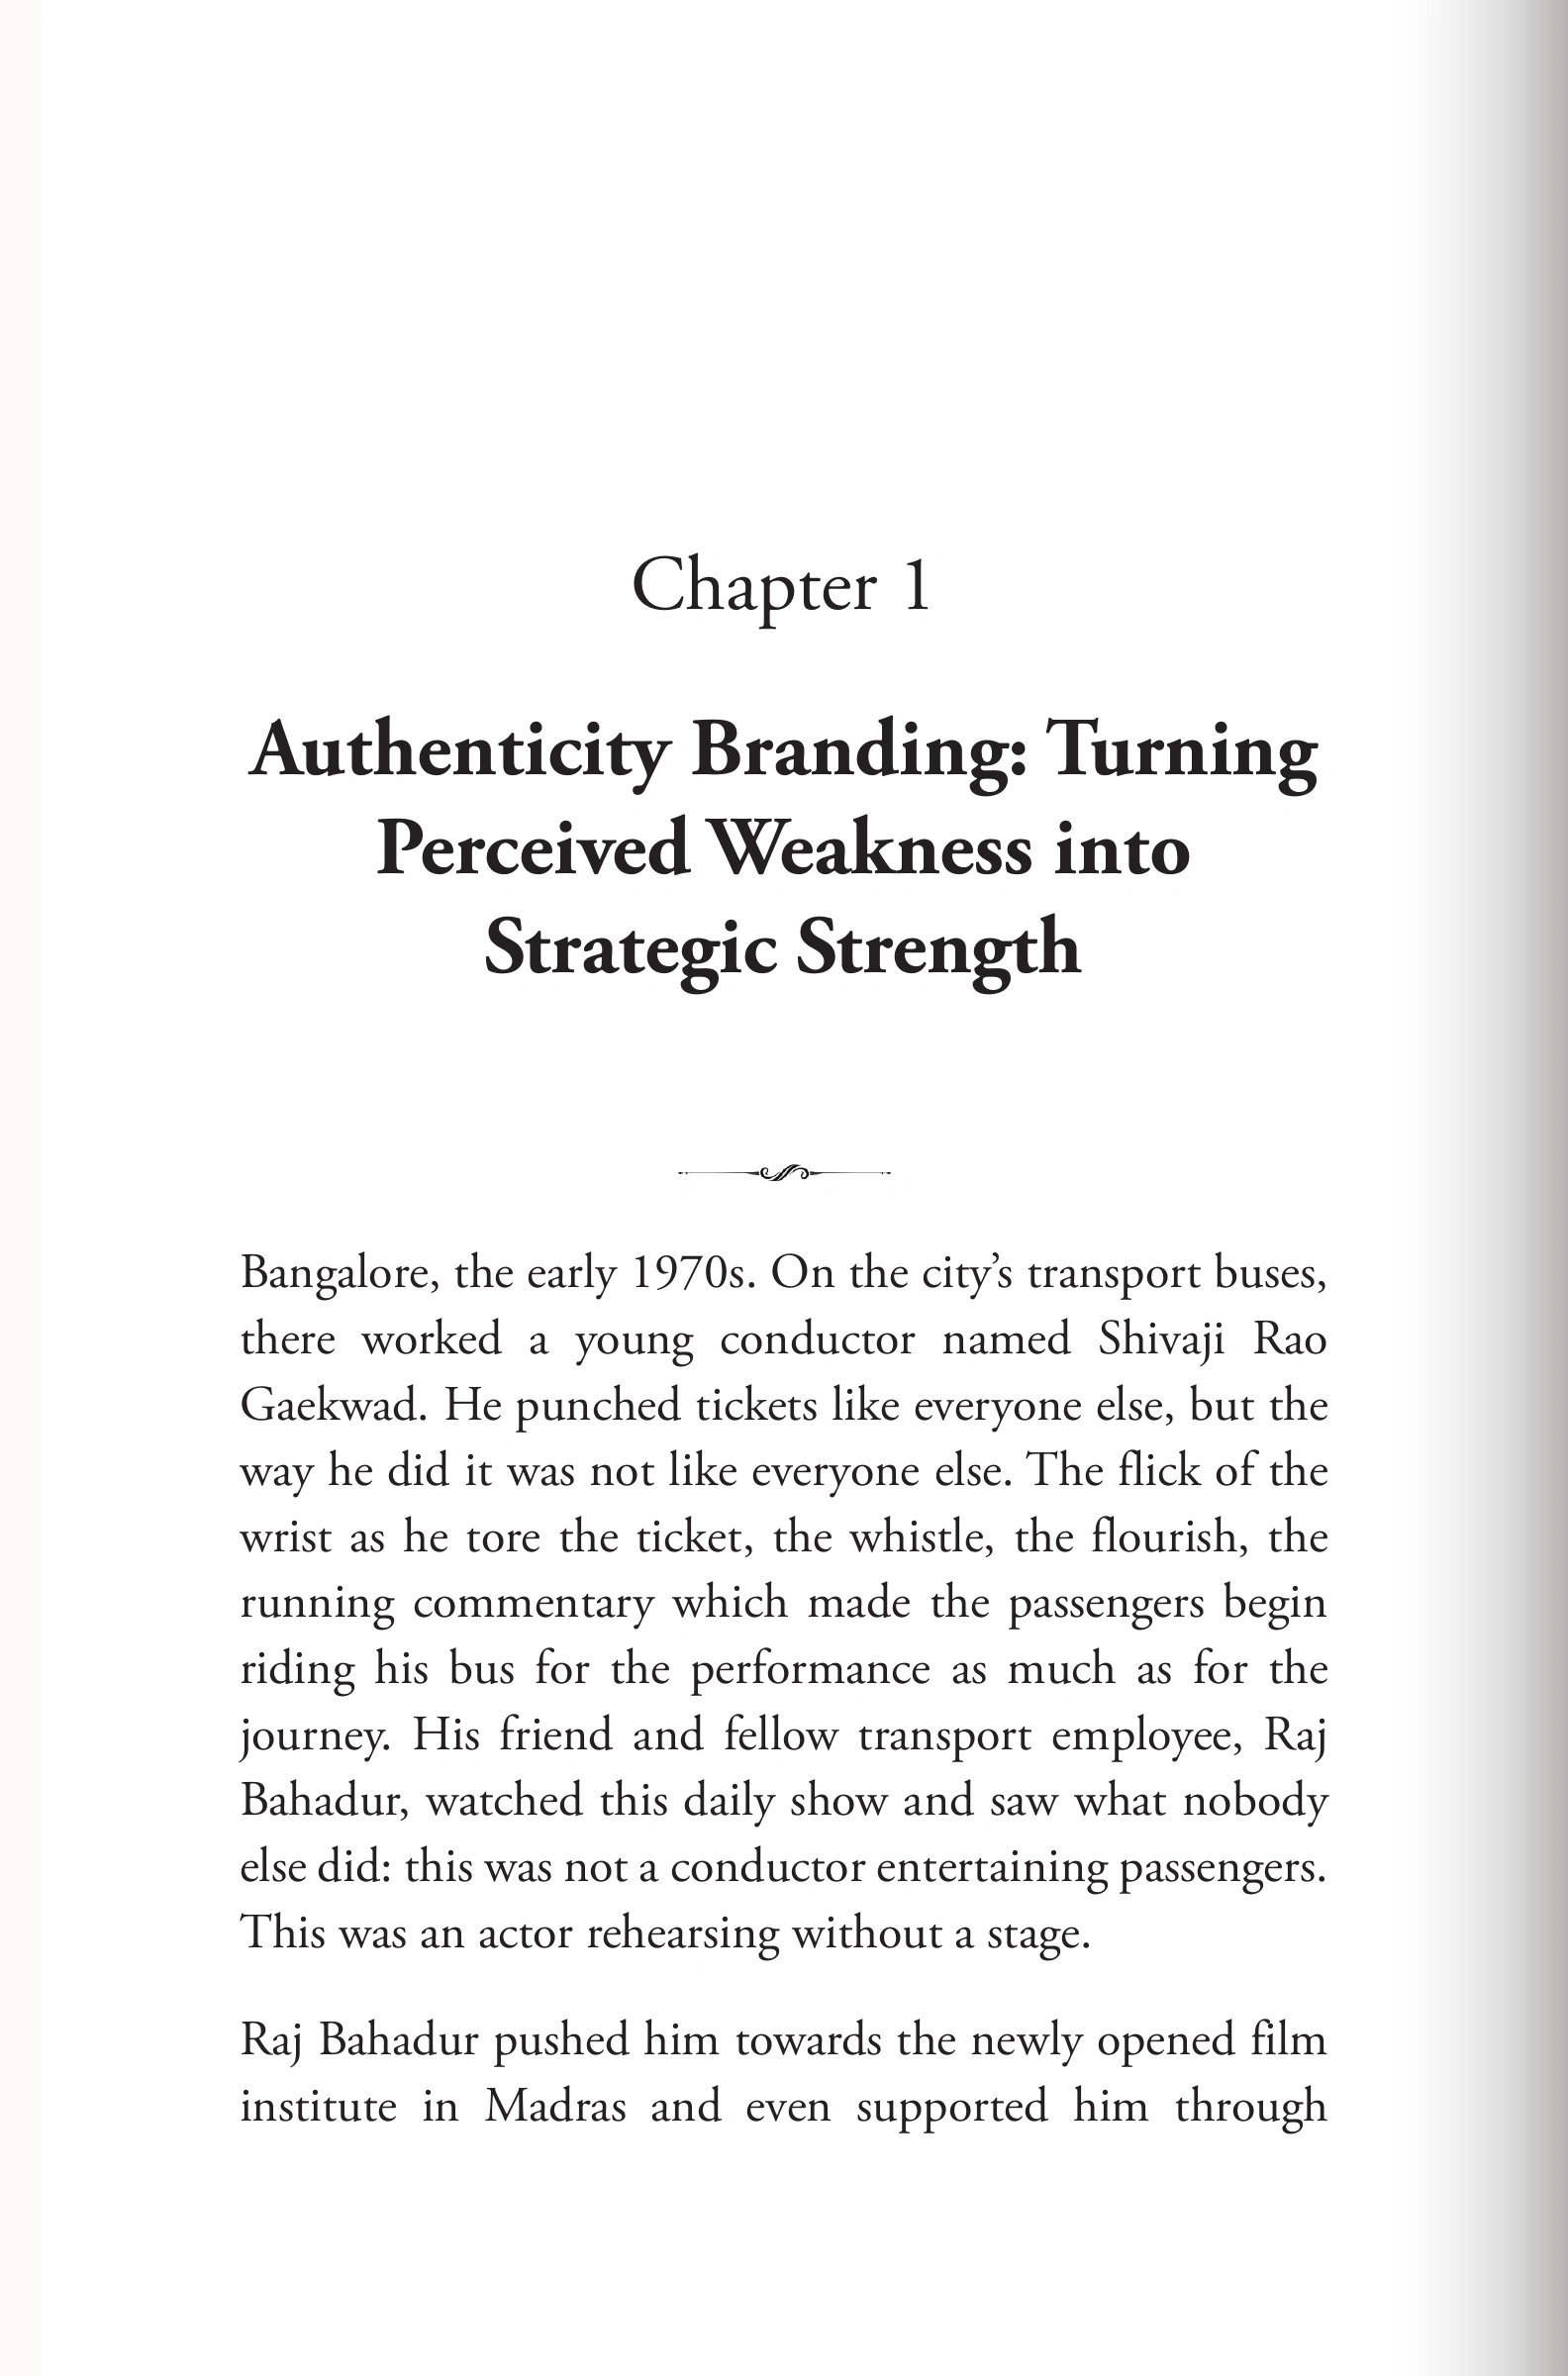 Chapter 1
Authenticity Branding: Turning
Perceived Weakness into
Strategic Strength
Bangalore, the early 1970s. On the city’s transport buses,
there worked a young conductor named Shivaji Rao
Gaekwad. He punched tickets like everyone else, but the
way he did it was not like everyone else. The flick of the
wrist as he tore the ticket, the whistle, the flourish, the
running commentary which made the passengers begin
riding his bus for the performance as much as for the
journey. His friend and fellow transport employee, Raj
Bahadur, watched this daily show and saw what nobody
else did: this was not a conductor entertaining passengers.
This was an actor rehearsing without a stage.
Raj Bahadur pushed him towards the newly opened film
institute in Madras and even supported him through